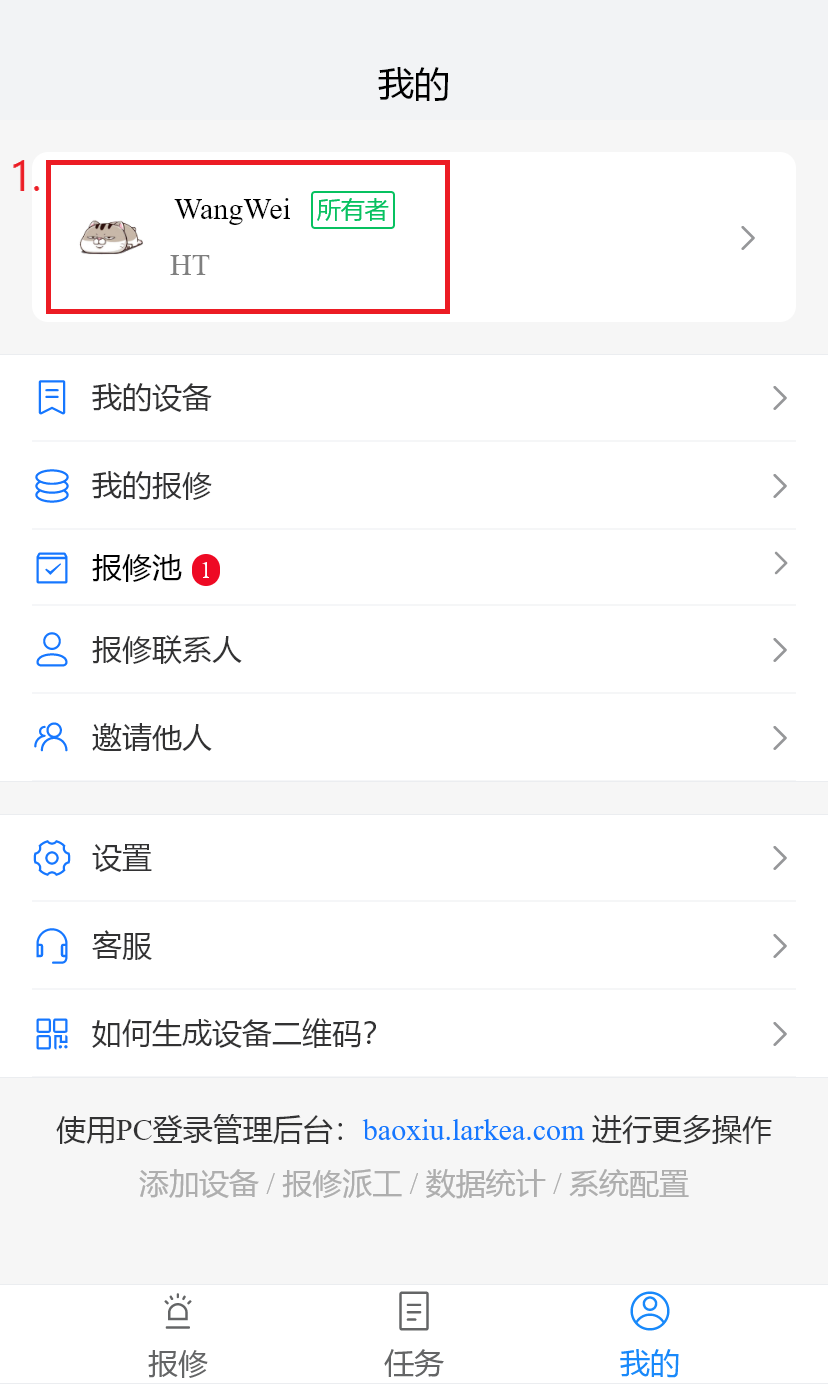 我的
1.
WangWei 所有者
HT
我的设备
我的报修
报修池 1
报修联系人
邀请他人
设置
客服
如何生成设备二维码?
使用PC登录管理后台：baoxiu.larkea.com 进行更多操作
添加设备 / 报修派工 / 数据统计 / 系统配置
报修 任务 我的